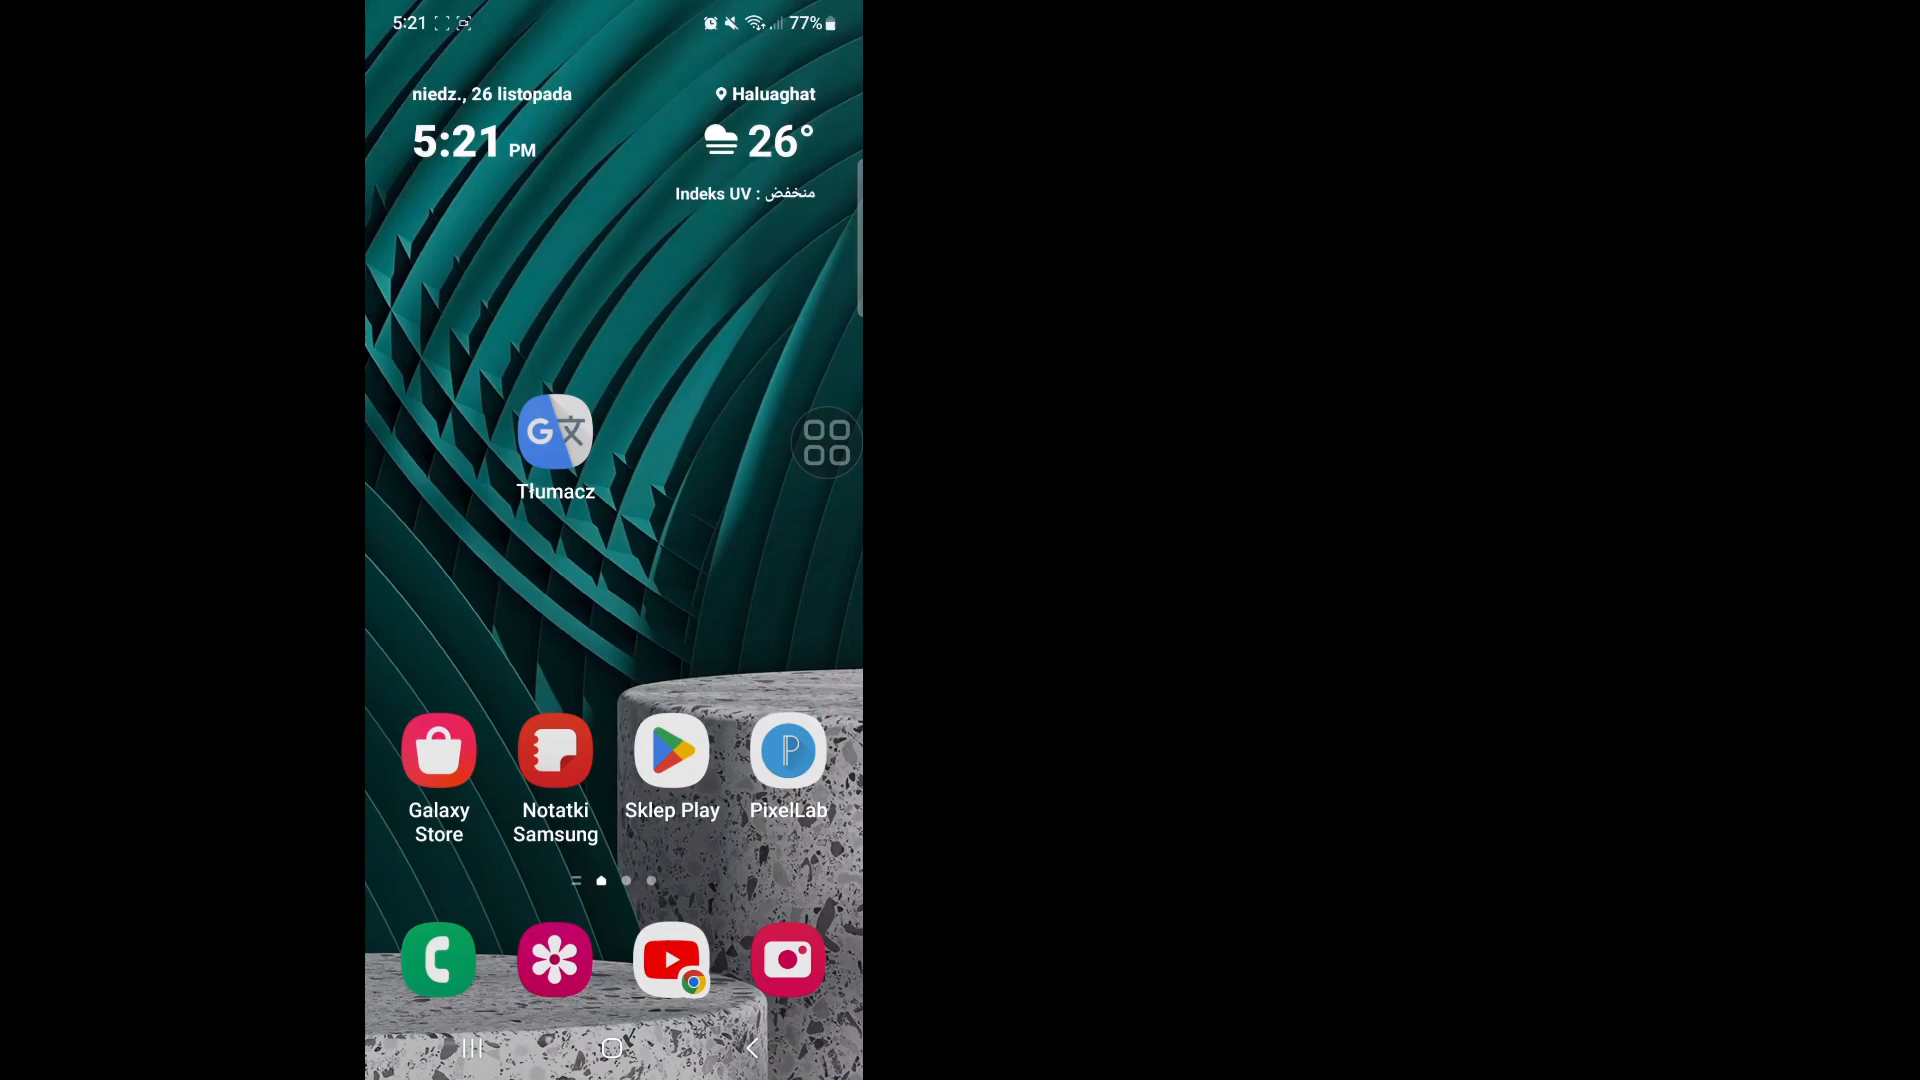 5:21
77%
niedz., 26 listopada
Haluaghat
5:21 PM
26°
Indeks UV : منخفض
Tłumacz
Galaxy
Store
Notatki
Samsung
Sklep Play
PixelLab